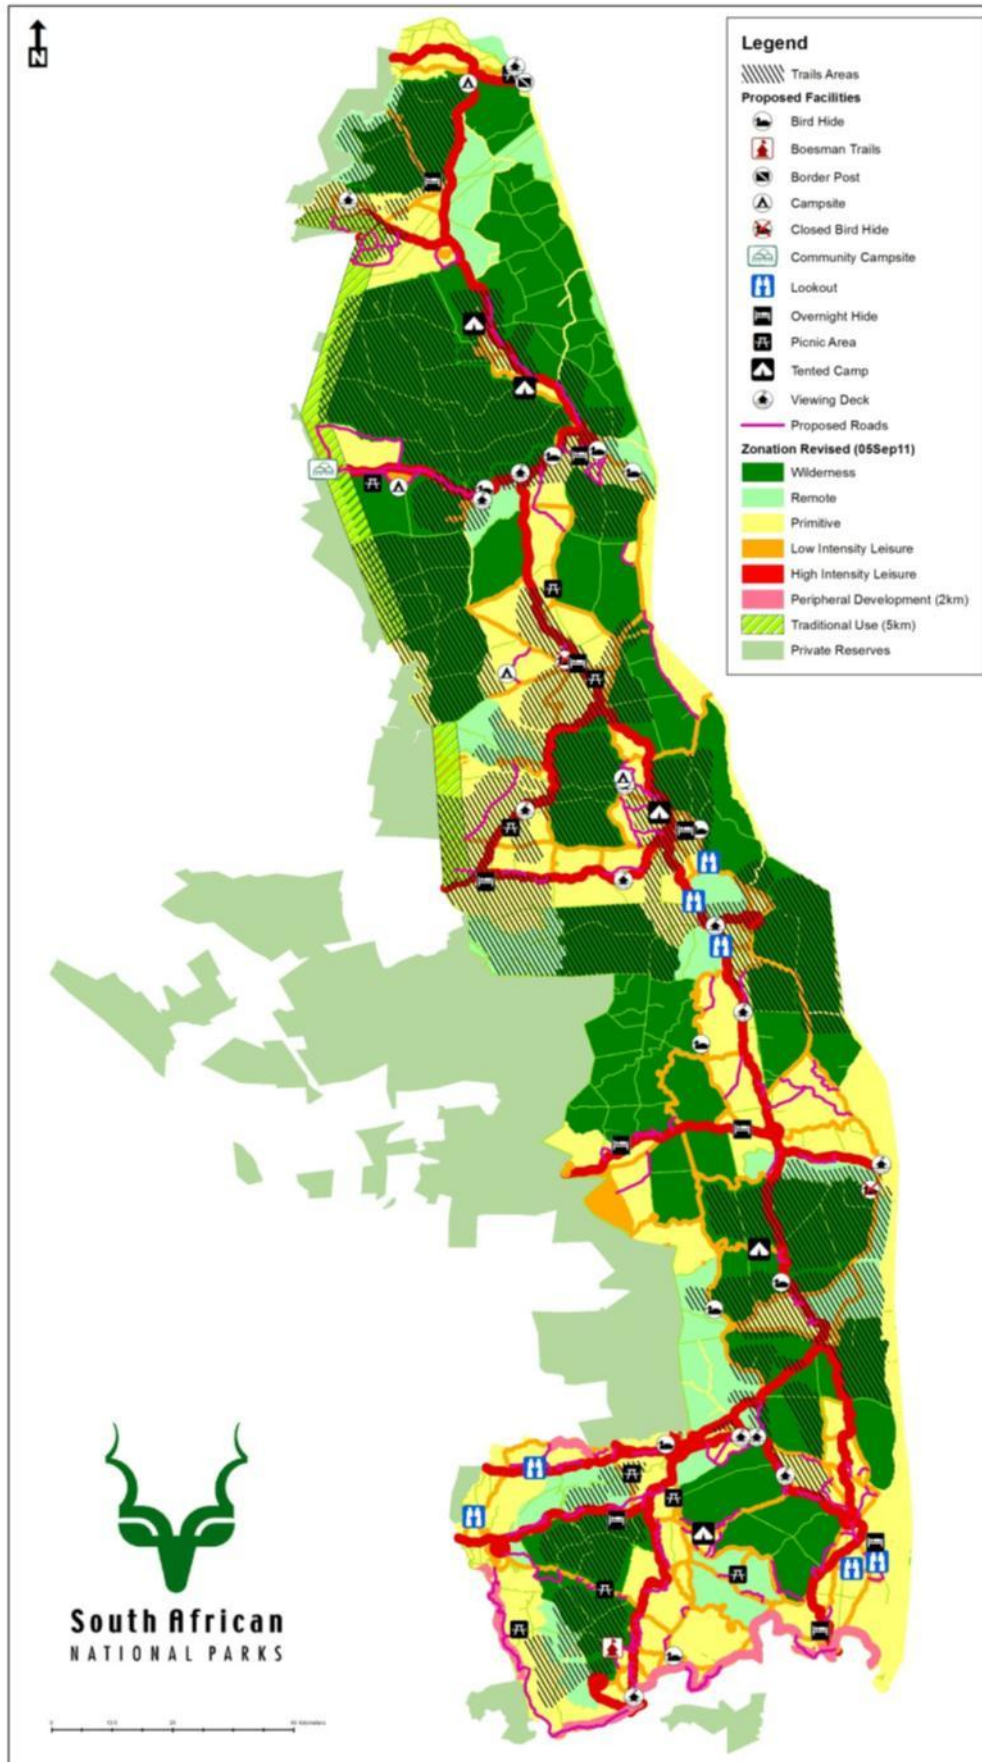 N
Legend
Trails Areas
Proposed Facilities
Bird Hide
Boesman Trails
Border Post
Campsite
Closed Bird Hide
Community Campsite
Lookout
Overnight Hide
Picnic Area
Tented Camp
Viewing Deck
Proposed Roads
Zonation Revised (05Sep11)
Wilderness
Remote
Primitive
Low Intensity Leisure
High Intensity Leisure
Peripheral Development (2km)
Traditional Use (5km)
Private Reserves
South African
NATIONAL PARKS